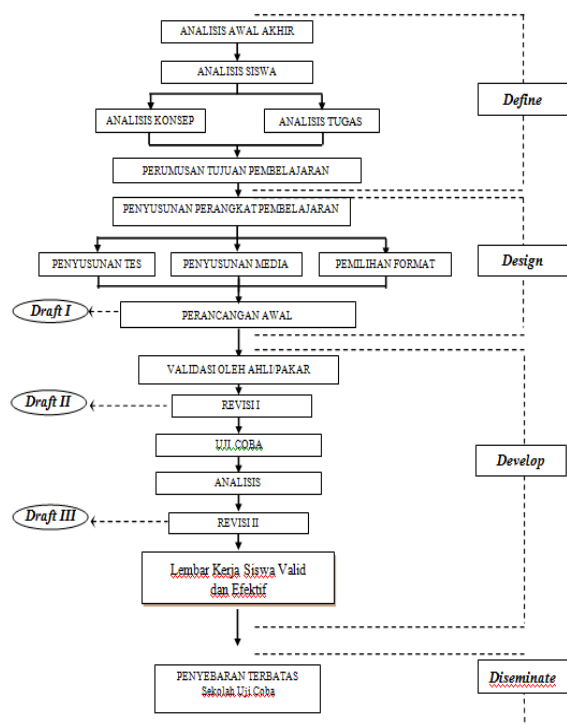 ANALISIS AWAL AKHIR
ANALISIS SISWA
Define
ANALISIS KONSEP
ANALISIS TUGAS
PERUMUSAN TUJUAN PEMBELAJARAN
PENYUSUNAN PERANGKAT PEMBELAJARAN
PENYUSUNAN TES
PENYUSUNAN MEDIA
PEMILIHAN FORMAT
Design
Draft I
PERANCANGAN AWAL
VALIDASI OLEH AHLI/PAKAR
Draft II
REVISI I
UJI COBA
Develop
ANALISIS
Draft III
REVISI II
Lembar Kerja Siswa Valid
dan Efektif
PENYEBARAN TERBATAS
Sekolah Uji Coba
Diseminate